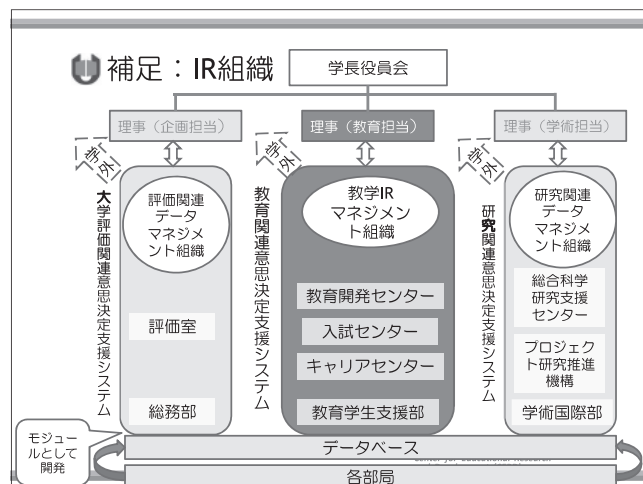 補足：IR組織
学長役員会
理事（企画担当）
理事（教育担当）
理事（学術担当）
学外
学外
学外
大学評価関連意思決定支援システム
評価関連
データ
マネジメ
ント組織
評価室
総務部
教育関連意思決定支援システム
教学IR
マネジメン
ト組織
教育開発センター
入試センター
キャリアセンター
教育学生支援部
研究関連意思決定支援システム
研究関連
データ
マネジメ
ント組織
総合科学
研究支援
センター
プロジェク
ト研究推進
機構
学術国際部
モジュー
ルとして
開発
データベース
各部局